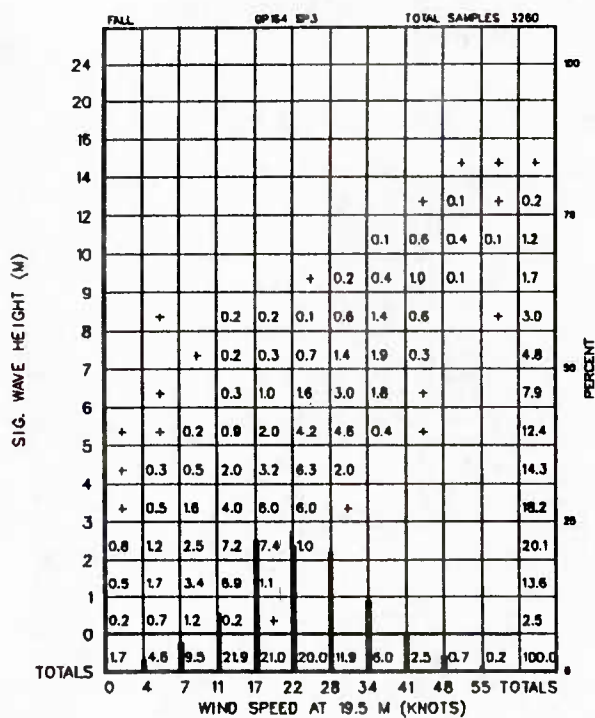 FALL GP164 SP3 TOTAL SAMPLES 3260
24 100
20
16
+ + +
14
+ 0.1 + 0.2
12 75
0.1 0.6 0.4 0.1 1.2
10
+ 0.2 0.4 1.0 0.1 1.7
9
+ 0.2 0.2 0.1 0.6 1.4 0.6 + 3.0
8
+ 0.2 0.3 0.7 1.4 1.9 0.3 4.8
7 50
+ 0.3 1.0 1.6 3.0 1.8 + 7.9
6
+ + 0.2 0.9 2.0 4.2 4.6 0.4 + 12.4
5
+ 0.3 0.5 2.0 3.2 6.3 2.0 14.3
4
+ 0.5 1.6 4.0 6.0 6.0 + 18.2
3 25
0.8 1.2 2.5 7.2 7.4 1.0 20.1
2
0.5 1.7 3.4 6.9 1.1 13.6
1
0.2 0.7 1.2 0.2 + 2.5
0
1.7 4.6 9.5 21.9 21.0 20.0 11.9 6.0 2.5 0.7 0.2 100.0
TOTALS 0
0 4 7 11 17 22 28 34 41 48 55 TOTALS
WIND SPEED AT 19.5 M (KNOTS)
SIG. WAVE HEIGHT (M)
PERCENT